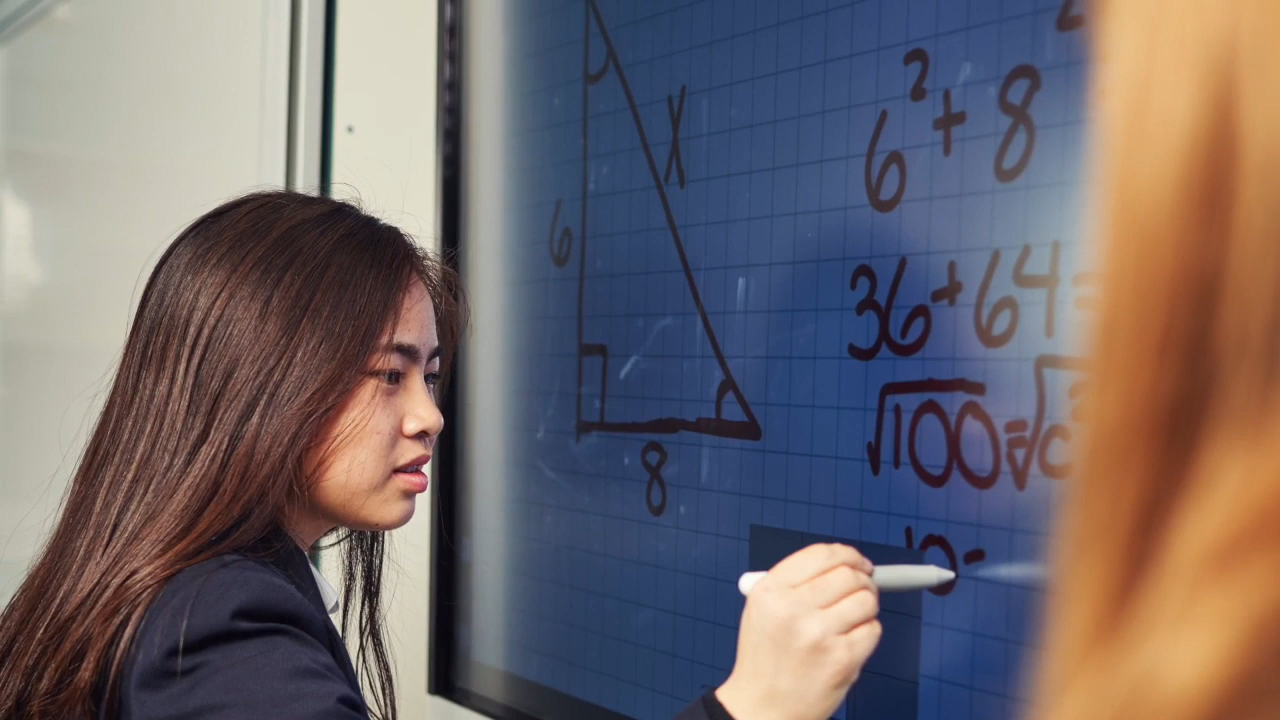 x
6
8
6² + 8
36 + 64 =
√100 = √
10 =